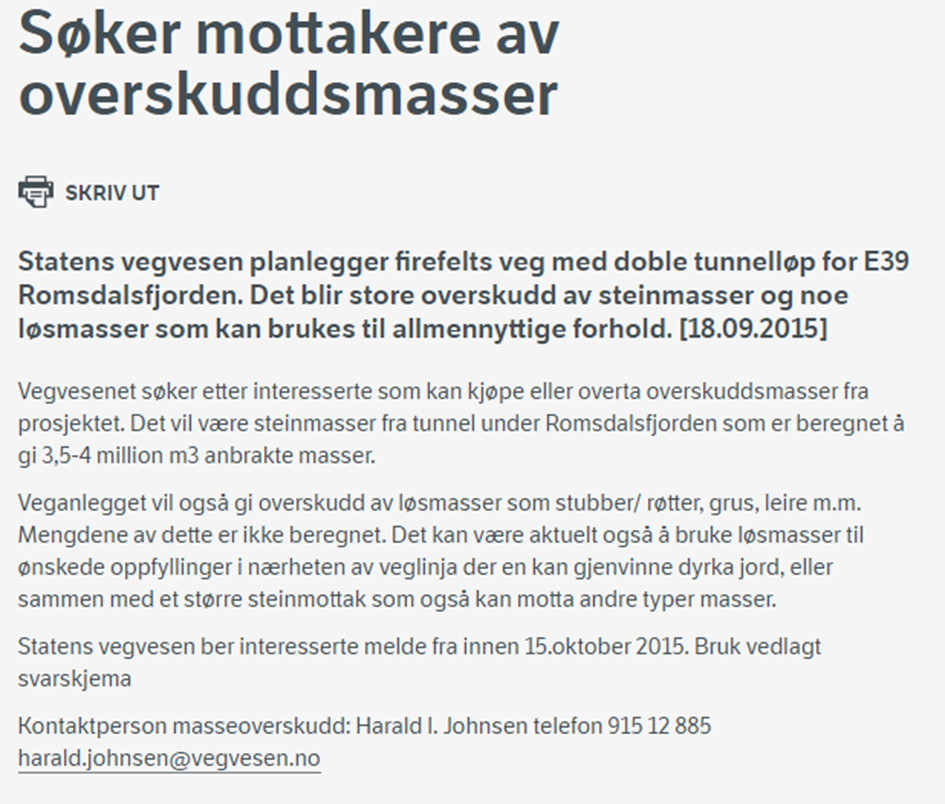 Søker mottakere av
overskuddsmasser
SKRIV UT
Statens vegvesen planlegger firefelts veg med doble tunnelløp for E39
Romsdalsfjorden. Det blir store overskudd av steinmasser og noe
løsmasser som kan brukes til allmennyttige forhold. [18.09.2015]
Vegvesenet søker etter interesserte som kan kjøpe eller overta overskuddsmasser fra
prosjektet. Det vil være steinmasser fra tunnel under Romsdalsfjorden som er beregnet å
gi 3,5-4 million m3 anbrakte masser.
Veganlegget vil også gi overskudd av løsmasser som stubber/ røtter, grus, leire m.m.
Mengdene av dette er ikke beregnet. Det kan være aktuelt også å bruke løsmasser til
ønskede oppfyllinger i nærheten av veglinja der en kan gjenvinne dyrka jord, eller
sammen med et større steinmottak som også kan motta andre typer masser.
Statens vegvesen ber interesserte melde fra innen 15.oktober 2015. Bruk vedlagt
svarskjema
Kontaktperson masseoverskudd: Harald I. Johnsen telefon 915 12 885
harald.johnsen@vegvesen.no